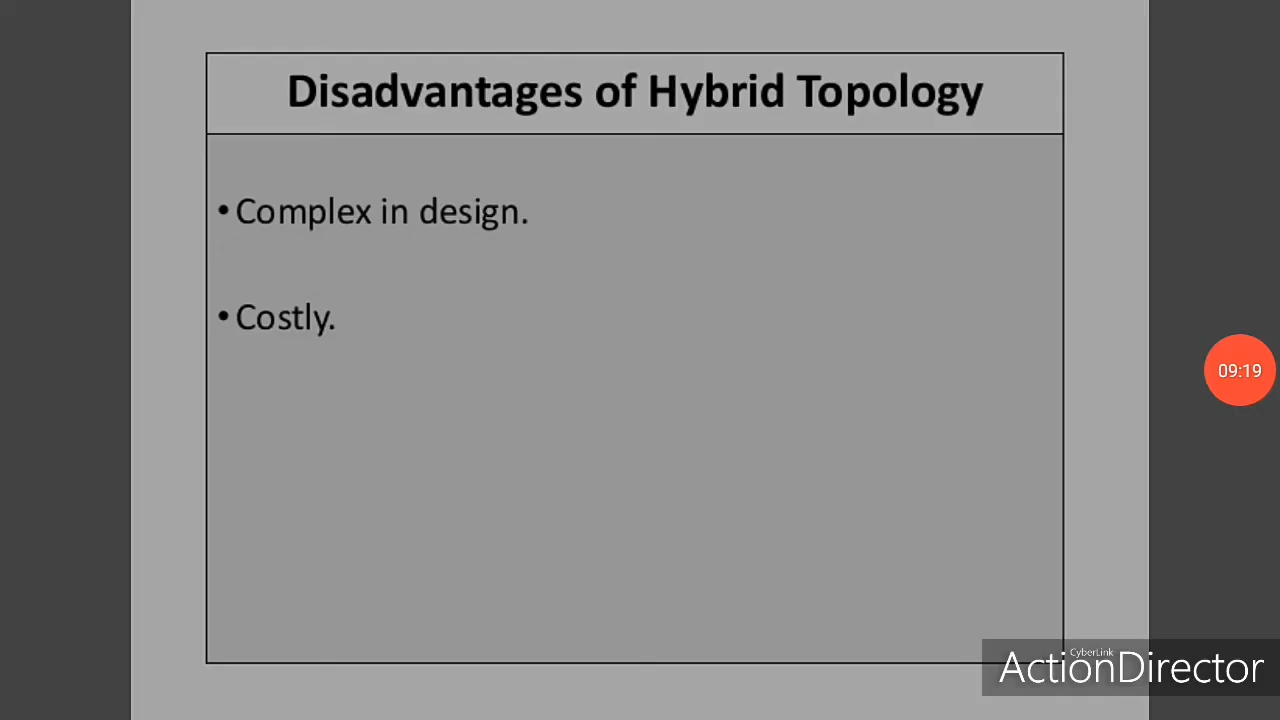 Disadvantages of Hybrid Topology
• Complex in design.
• Costly.
09:19
CyberLink
ActionDirector